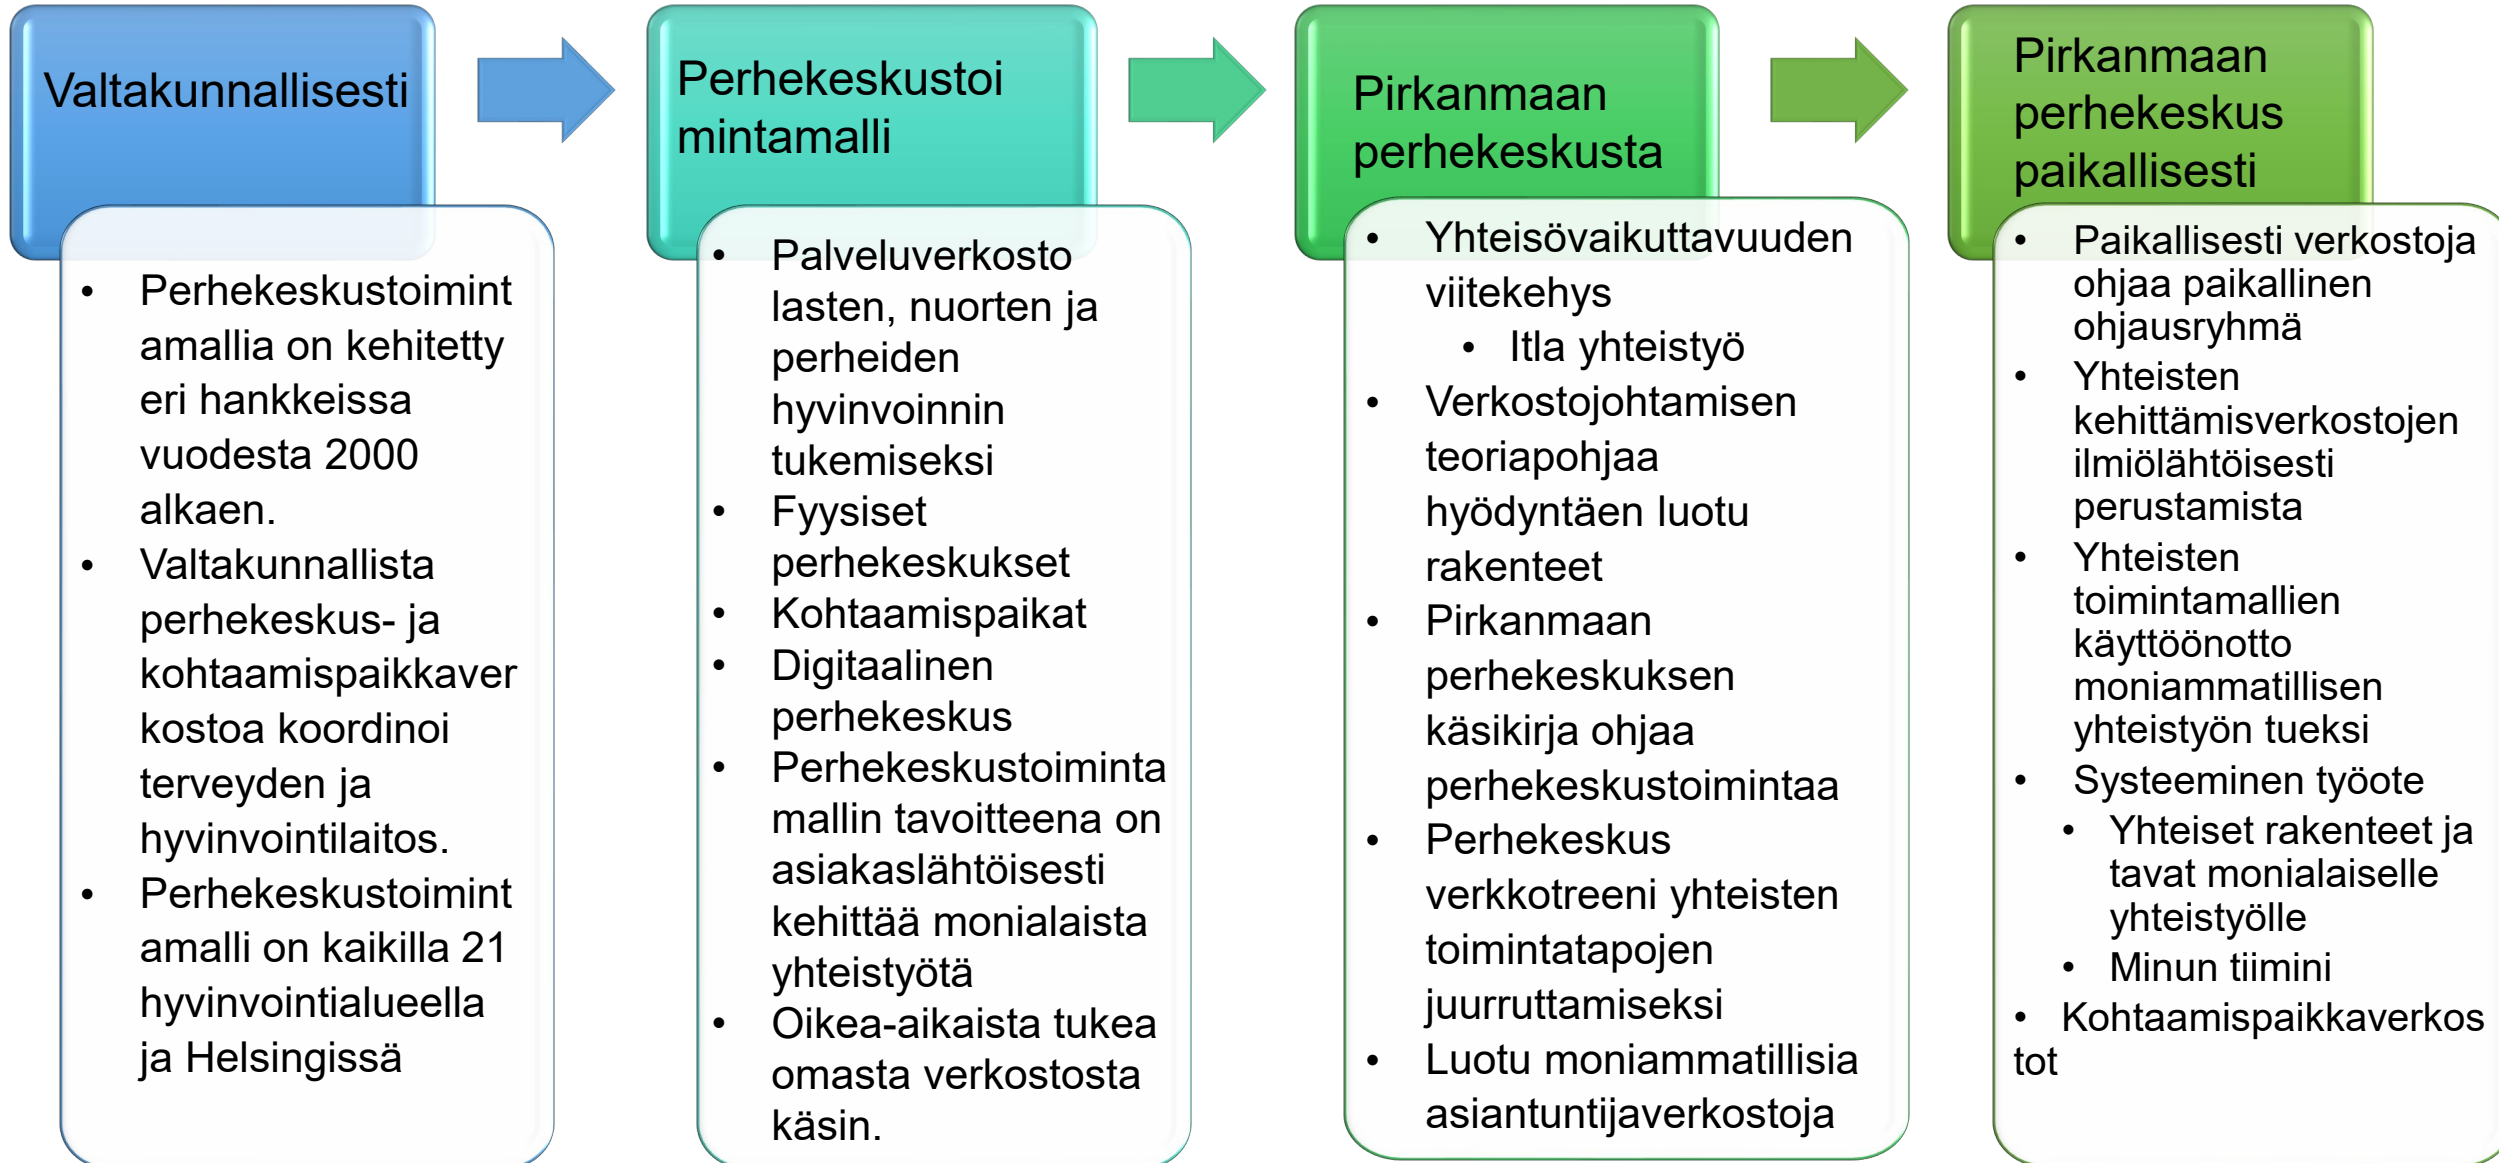 Valtakunnallisesti
• Perhekeskustoimint
amallia on kehitetty
eri hankkeissa
vuodesta 2000
alkaen.
• Valtakunnallista
perhekeskus- ja
kohtaamispaikkaver
kostoa koordinoi
terveyden ja
hyvinvointilaitos.
• Perhekeskustoimint
amalli on kaikilla 21
hyvinvointialueella
ja Helsingissä
Perhekeskustoi
mintamalli
• Palveluverkosto
lasten, nuorten ja
perheiden
hyvinvoinnin
tukemiseksi
• Fyysiset
perhekeskukset
• Kohtaamispaikat
• Digitaalinen
perhekeskus
• Perhekeskustoiminta
mallin tavoitteena on
asiakaslähtöisesti
kehittää monialaista
yhteistyötä
• Oikea-aikaista tukea
omasta verkostosta
käsin.
Pirkanmaan
perhekeskusta
• Yhteisövaikuttavuuden
viitekehys
• Itla yhteistyö
• Verkostojohtamisen
teoriapohjaa
hyödyntäen luotu
rakenteet
• Pirkanmaan
perhekeskuksen
käsikirja ohjaa
perhekeskustoimintaa
• Perhekeskus
verkkotreeni yhteisten
toimintatapojen
juurruttamiseksi
• Luotu moniammatillisia
asiantuntijaverkostoja
Pirkanmaan
perhekeskus
paikallisesti
• Paikallisesti verkostoja
ohjaa paikallinen
ohjausryhmä
• Yhteisten
kehittämisverkostojen
ilmiölähtöisesti
perustamista
• Yhteisten
toimintamallien
käyttöönotto
moniammatillisen
yhteistyön tueksi
• Systeeminen työote
• Yhteiset rakenteet ja
tavat monialaiselle
yhteistyölle
• Minun tiimini
• Kohtaamispaikkaverkos
tot